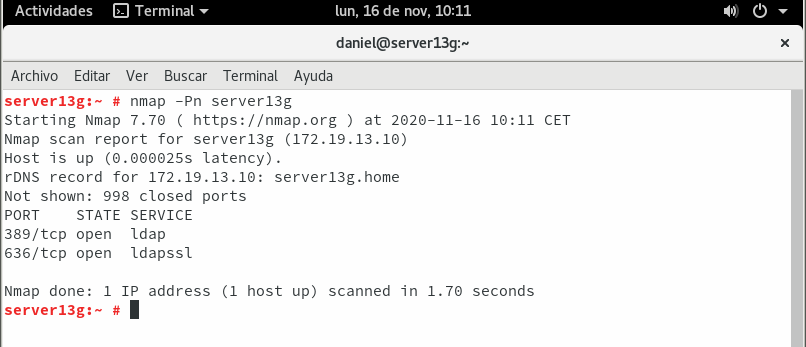 Actividades Terminal lun, 16 de nov, 10:11
daniel@server13g:~ ×
Archivo Editar Ver Buscar Terminal Ayuda
server13g:~ # nmap -Pn server13g
Starting Nmap 7.70 ( https://nmap.org ) at 2020-11-16 10:11 CET
Nmap scan report for server13g (172.19.13.10)
Host is up (0.000025s latency).
rDNS record for 172.19.13.10: server13g.home
Not shown: 998 closed ports
PORT    STATE SERVICE
389/tcp open  ldap
636/tcp open  ldapssl
Nmap done: 1 IP address (1 host up) scanned in 1.70 seconds
server13g:~ #